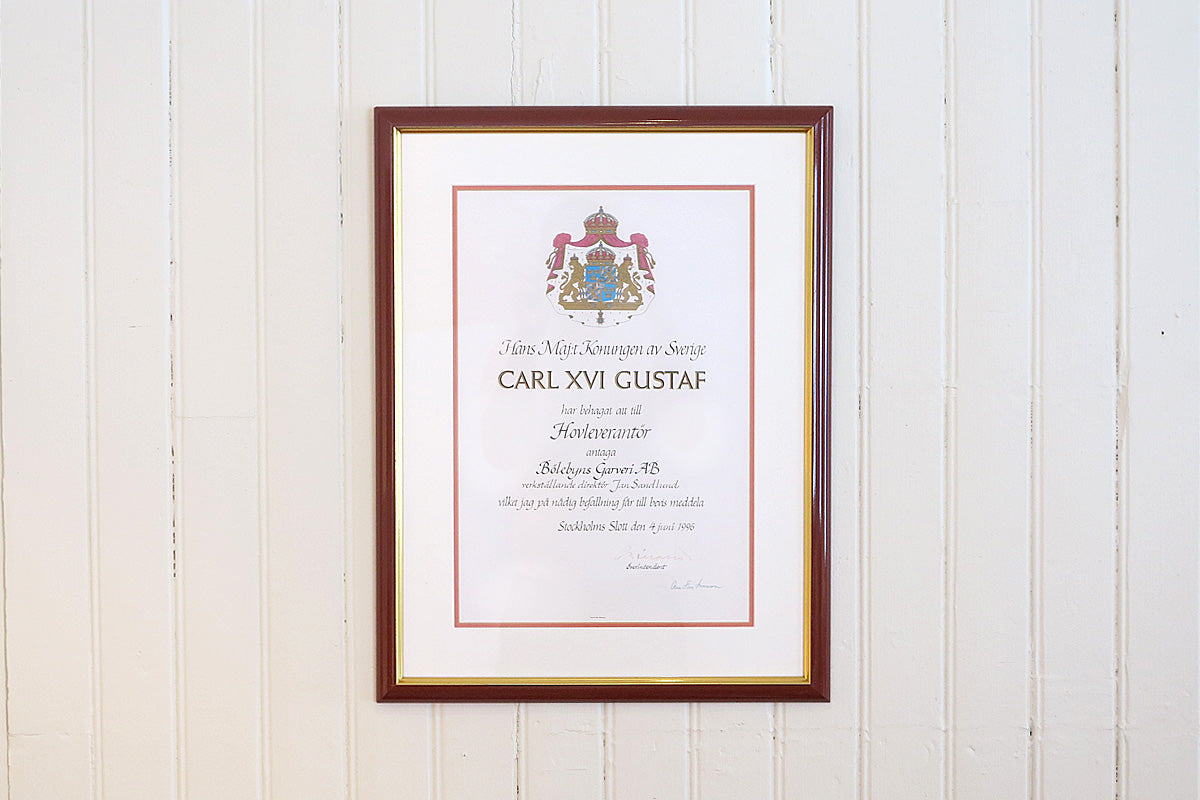 Hans Maj:t Konungen av Sverige
CARL XVI GUSTAF
har behagat att till
Hovleverantör
antaga
Bölebyns Garveri AB
verkställande direktör Jan Sandlund
vilket jag på nådig befallning får till bevis meddela
Stockholms Slott den 4 juni 1996
Överintendent